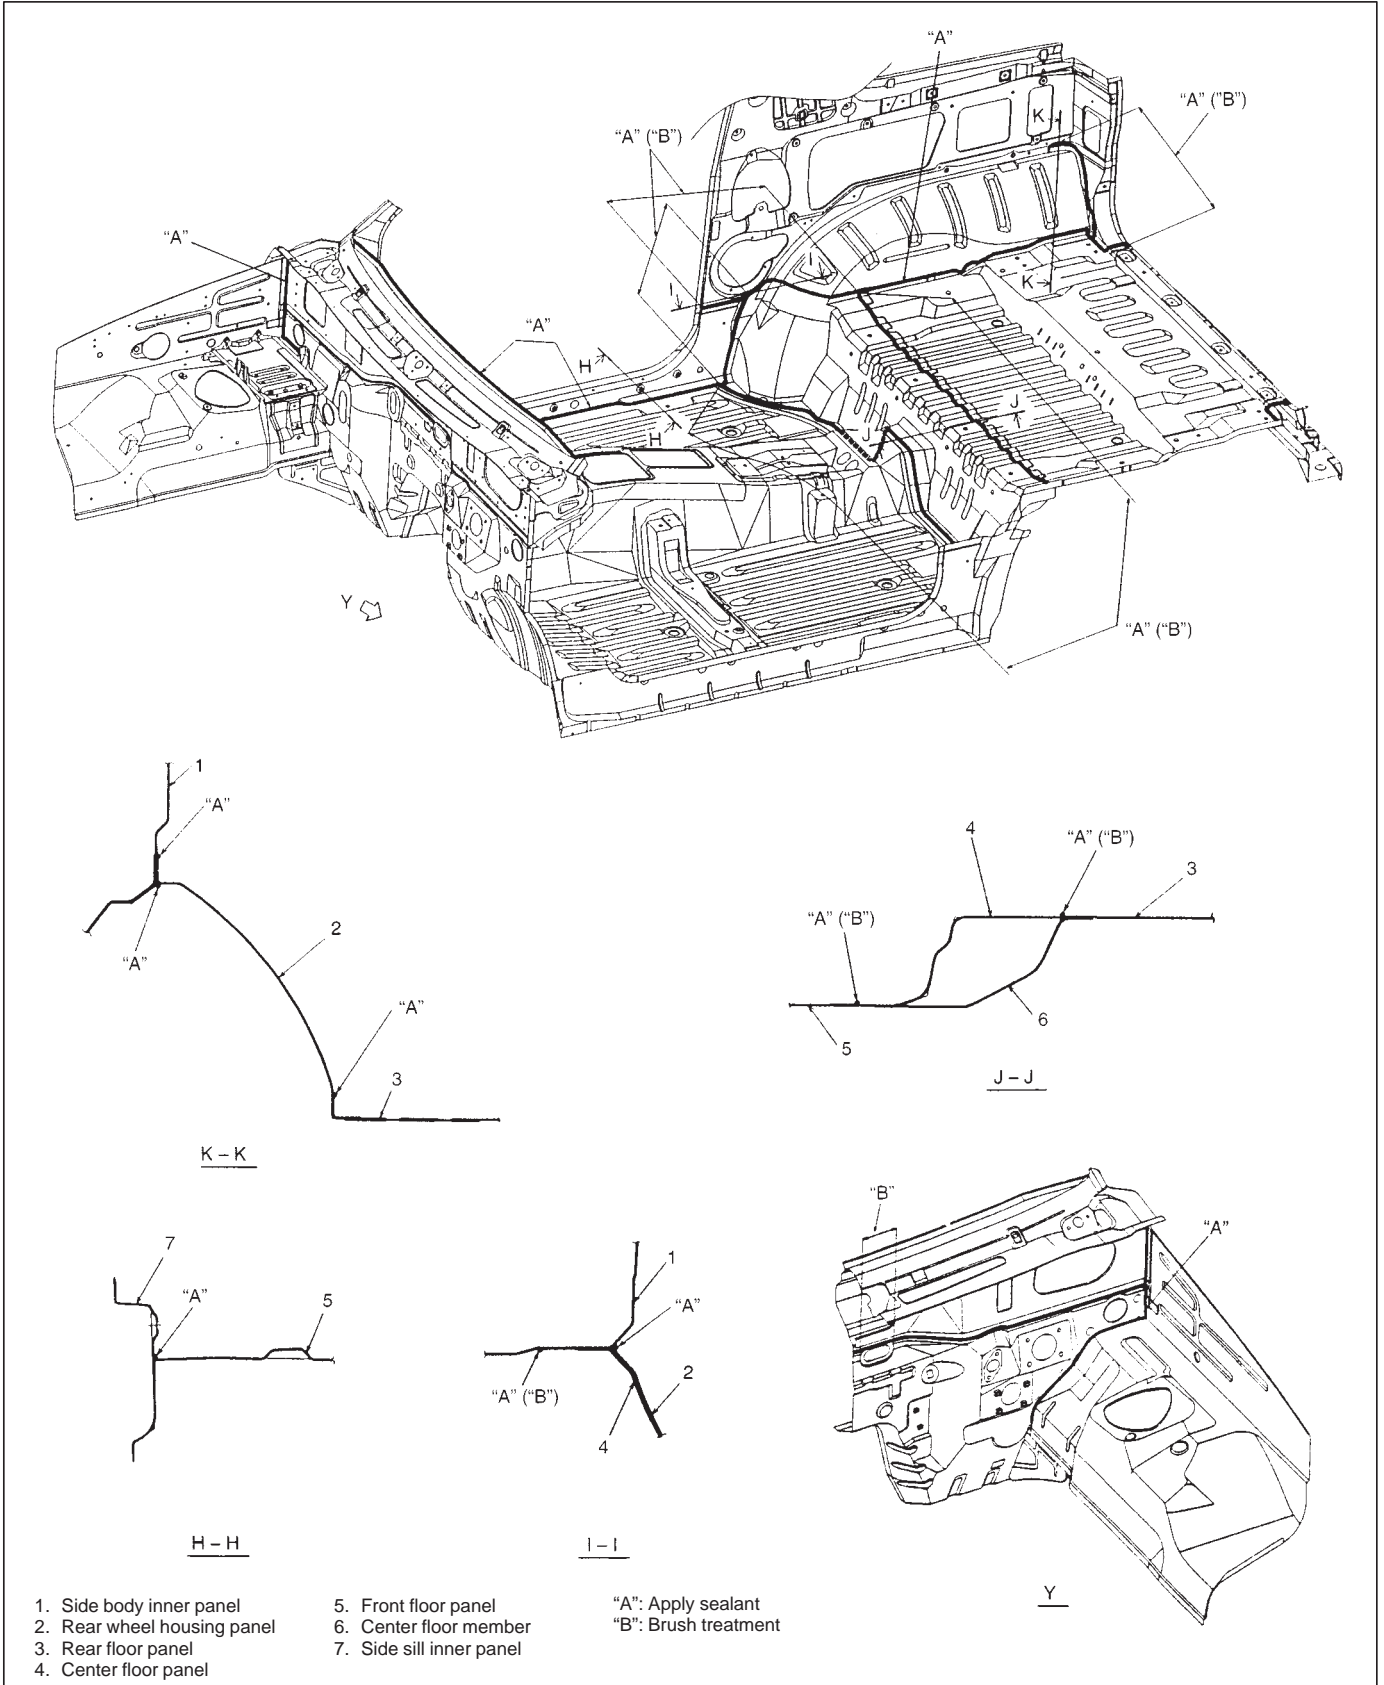 “A”
“A” (“B”)
K
“A” (“B”)
“A”
I
I
K
“A”
H
J
H
J
Y
“A” (“B”)
1
“A”
2
“A”
“A”
3
K – K
4
“A” (“B”)
3
“A” (“B”)
6
5
J – J
7
“A”
5
H – H
1
“A”
“A” (“B”)
2
4
I – I
“B”
“A”
Y
1. Side body inner panel
2. Rear wheel housing panel
3. Rear floor panel
4. Center floor panel
5. Front floor panel
6. Center floor member
7. Side sill inner panel
“A”: Apply sealant
“B”: Brush treatment